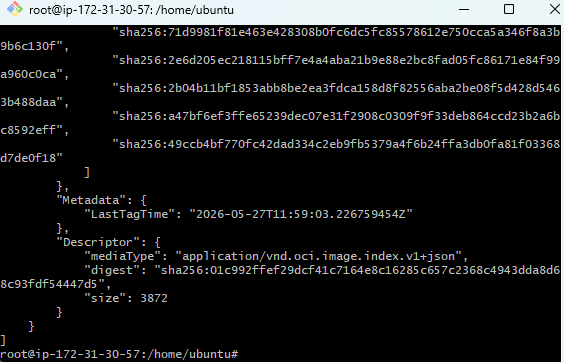 root@ip-172-31-30-57: /home/ubuntu
"sha256:71d9981f81e463e428308b0fc6dc5fc85578612e750cca5a346f8a3b
9b6c130f",
"sha256:2e6d205ec218115bff7e4a4aba21b9e88e2bc8fad05fc86171e84f99
a960c0ca",
"sha256:2b04b11bf1853abb8be2ea3fdca158d8f82556aba2be08f5d428d546
3b488daa",
"sha256:a47bf6ef3ffe65239dec07e31f2908c0309f9f33deb864ccd23b2a6b
c8592eff",
"sha256:49ccb4bf770fc42dad334c2eb9fb5379a4f6b24ffa3db0fa81f03368
d7de0f18"
]
},
"Metadata": {
"LastTagTime": "2026-05-27T11:59:03.226759454Z"
},
"Descriptor": {
"mediaType": "application/vnd.oci.image.index.v1+json",
"digest": "sha256:01c992ffef29dcf41c7164e8c16285c657c2368c4943dda8d6
8c93fdf54447d5",
"size": 3872
}
}
]
root@ip-172-31-30-57:/home/ubuntu#